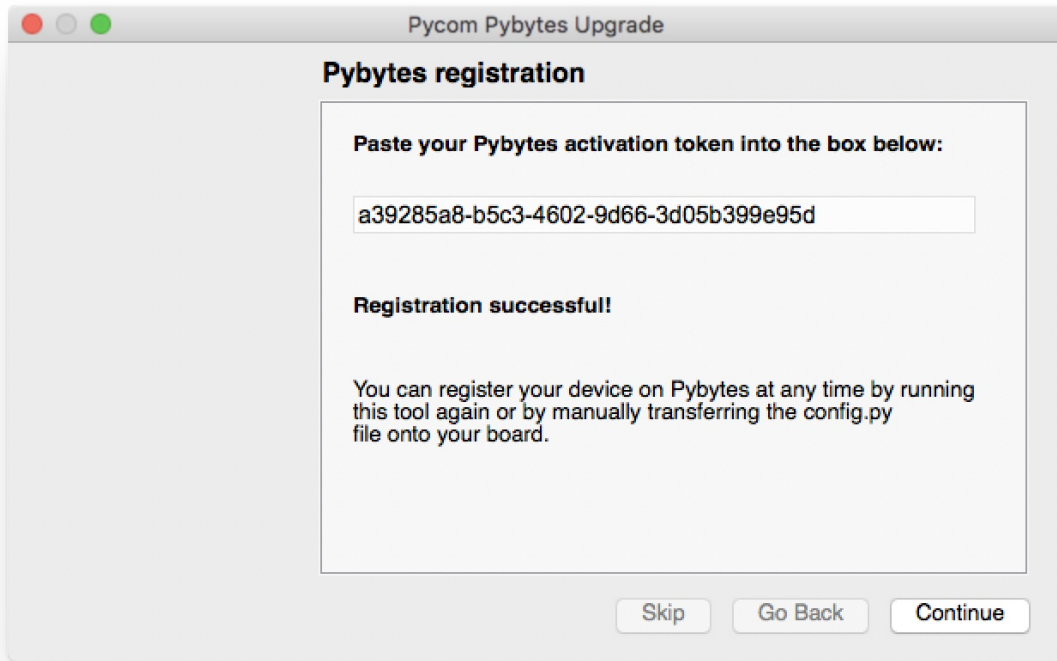 Pycom Pybytes Upgrade
Pybytes registration
Paste your Pybytes activation token into the box below:
a39285a8-b5c3-4602-9d66-3d05b399e95d
Registration successful!
You can register your device on Pybytes at any time by running
this tool again or by manually transferring the config.py
file onto your board.
Skip
Go Back
Continue